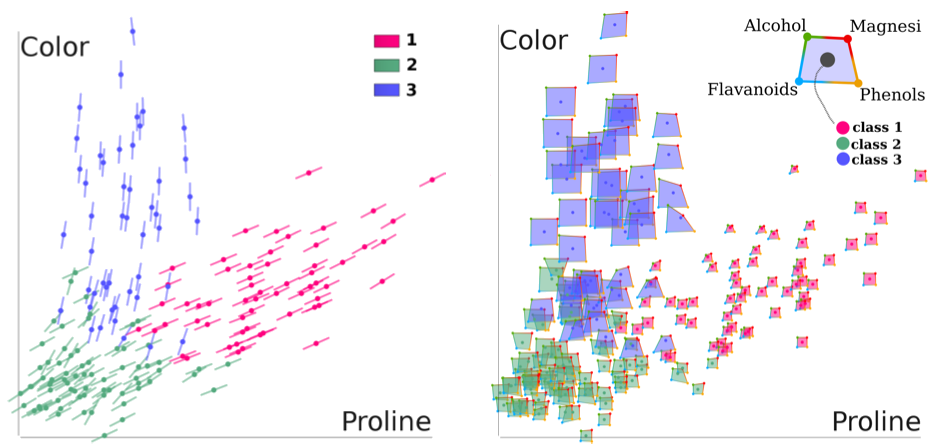 Color
1
2
3
Proline
Color
Alcohol
Magnesi
Flavanoids
Phenols
class 1
class 2
class 3
Proline